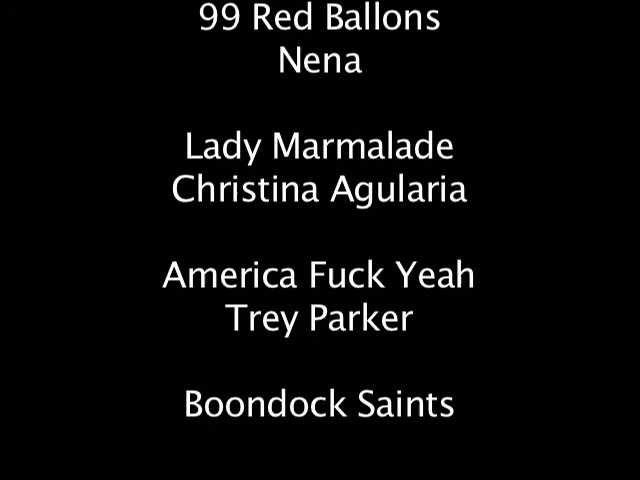 99 Red Ballons
Nena
Lady Marmalade
Christina Agularia
America Fuck Yeah
Trey Parker
Boondock Saints